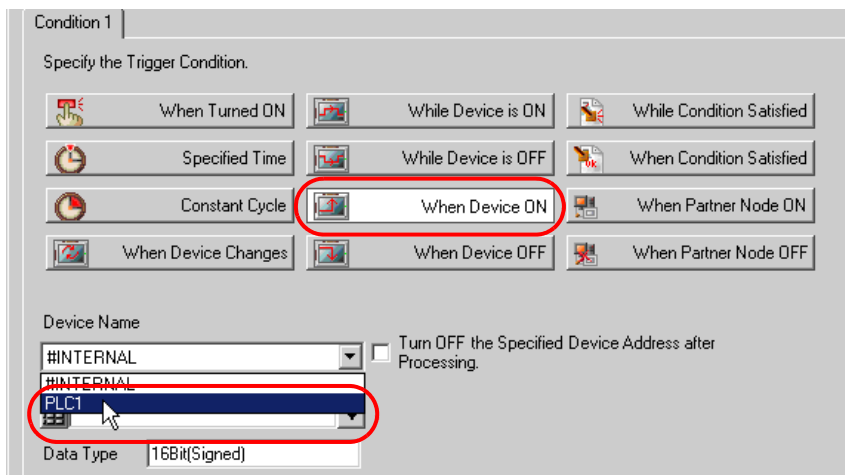 Condition 1
Specify the Trigger Condition.
When Turned ON
While Device is ON
While Condition Satisfied
Specified Time
While Device is OFF
When Condition Satisfied
Constant Cycle
When Device ON
When Partner Node ON
When Device Changes
When Device OFF
When Partner Node OFF
Device Name
#INTERNAL
Turn OFF the Specified Device Address after
Processing.
#INTERNAL
PLC1
Data Type
16Bit(Signed)